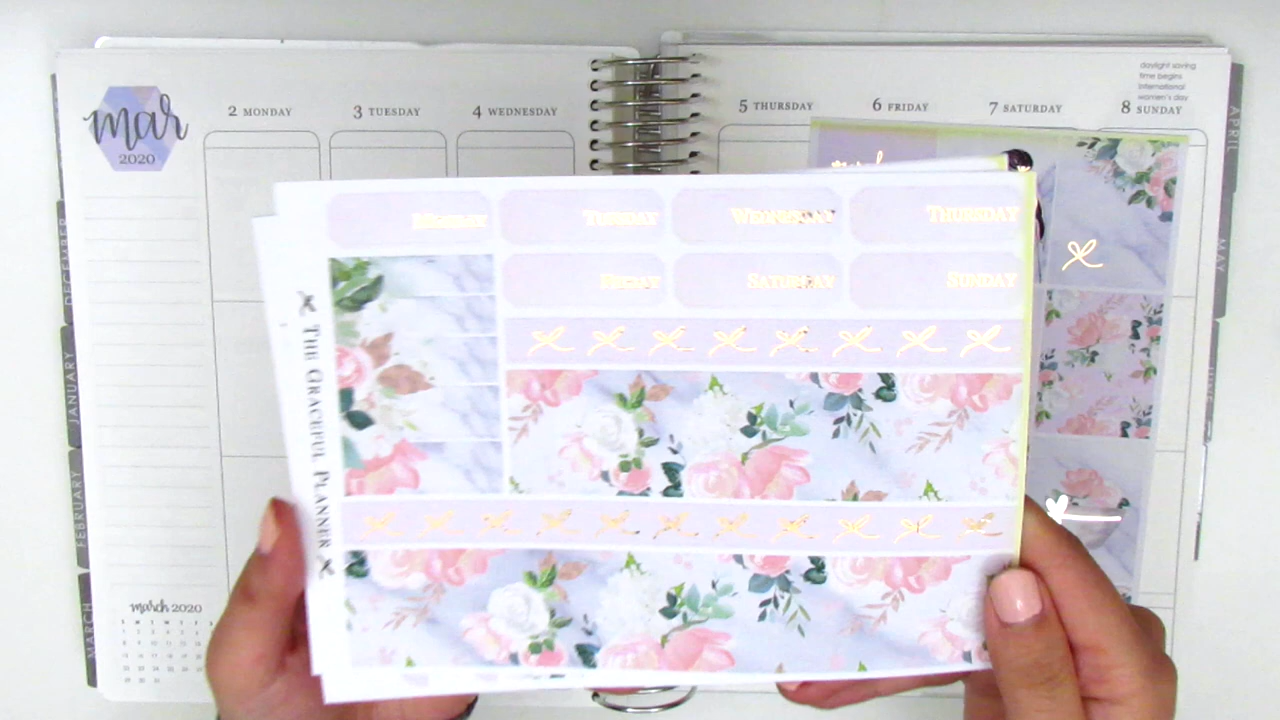 mar
2020
2 MONDAY
3 TUESDAY
4 WEDNESDAY
5 THURSDAY
6 FRIDAY
7 SATURDAY
daylight saving
time begins
international
women's day
8 SUNDAY
MONDAY
TUESDAY
WEDNESDAY
THURSDAY
FRIDAY
SATURDAY
SUNDAY
THE GRACEFUL PLANNER
DECEMBER
JANUARY
FEBRUARY
MARCH
APRIL
MAY
march 2020